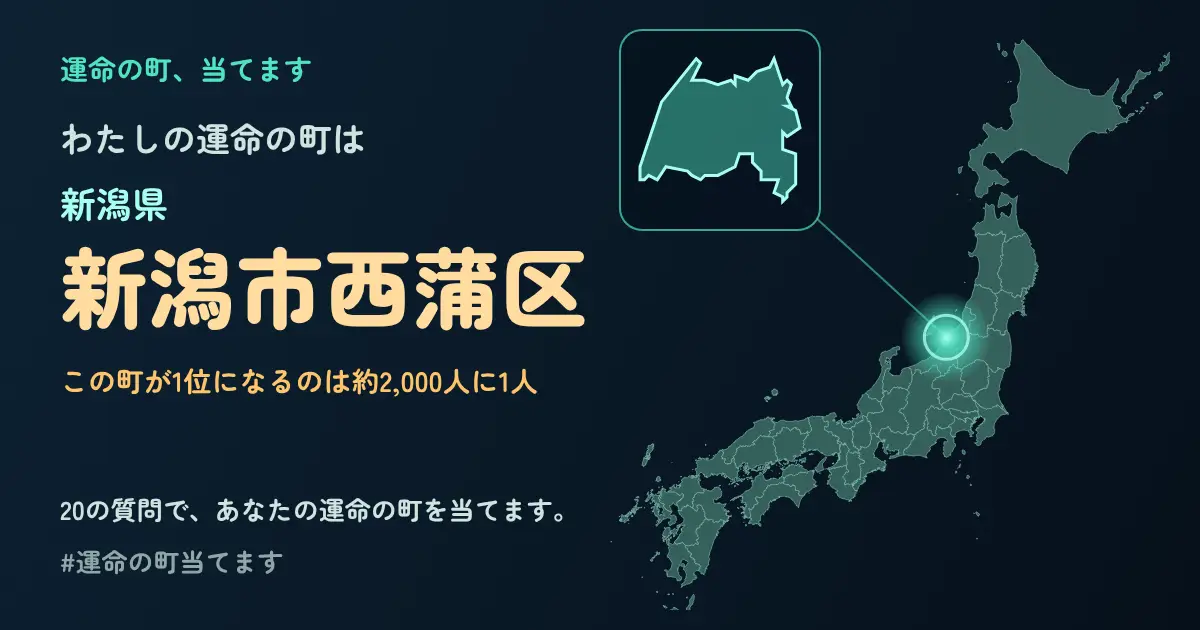 運命の町、当てます
わたしの運命の町は
新潟県
新潟市西蒲区
この町が1位になるのは約2,000人に1人
20の質問で、あなたの運命の町を当てます。
#運命の町当てます